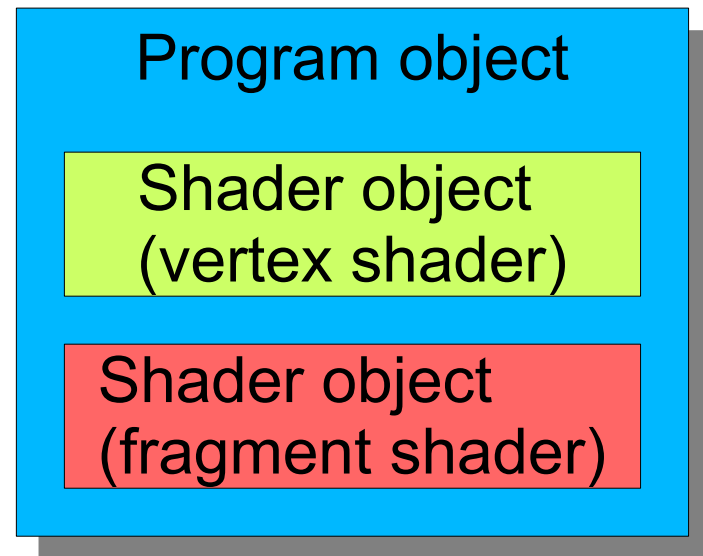 Program object
Shader object
(vertex shader)
Shader object
(fragment shader)